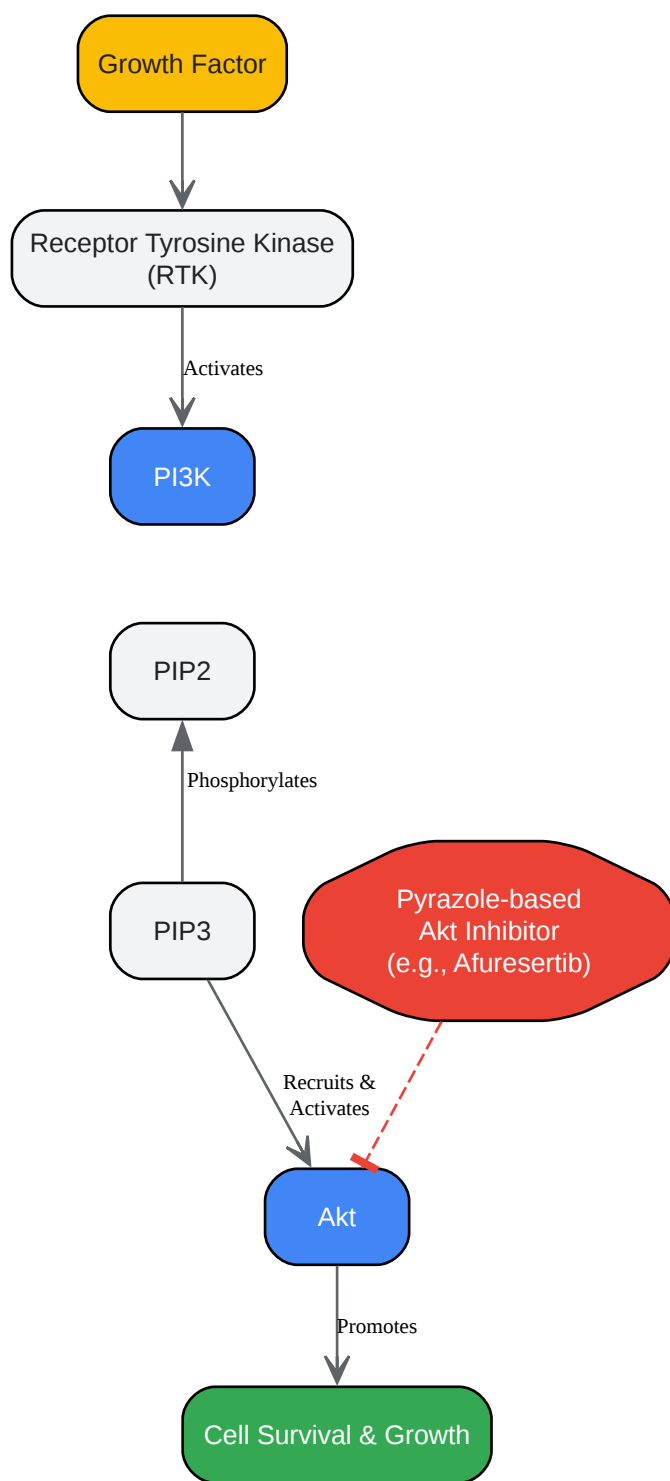 Growth Factor
Receptor Tyrosine Kinase
(RTK)
Activates
PI3K
PIP2
Phosphorylates
PIP3
Pyrazole-based
Akt Inhibitor
(e.g., Afuresertib)
Recruits &
Activates
Akt
Promotes
Cell Survival & Growth